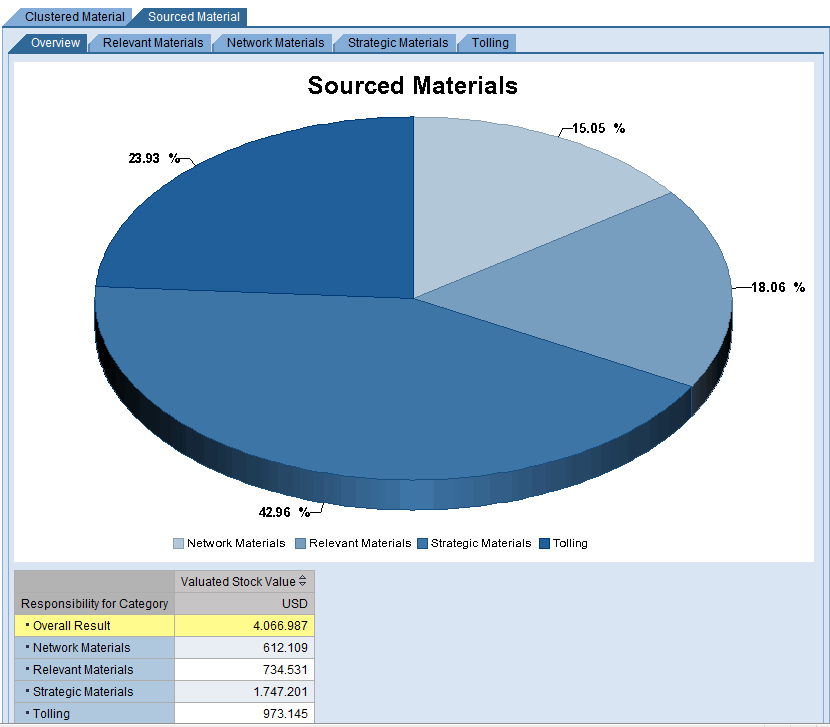 Clustered Material Sourced Material
Overview Relevant Materials Network Materials Strategic Materials Tolling
Sourced Materials
15.05 %
23.93 %
18.06 %
42.96 %
Network Materials Relevant Materials Strategic Materials Tolling
Valuated Stock Value
Responsibility for Category USD
Overall Result 4.066.987
Network Materials 612.109
Relevant Materials 734.531
Strategic Materials 1.747.201
Tolling 973.145